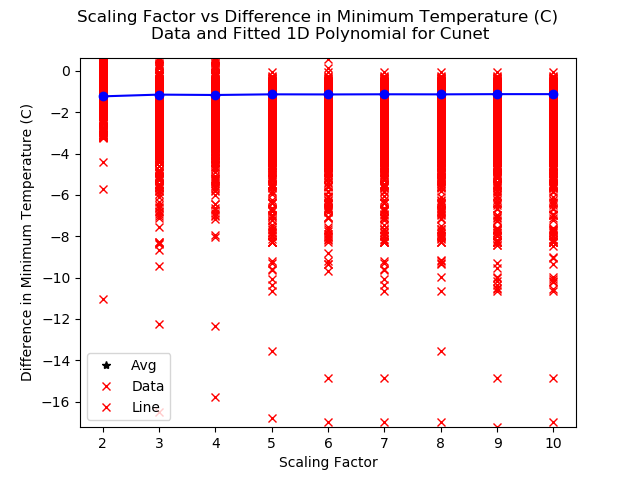 Scaling Factor vs Difference in Minimum Temperature (C)
Data and Fitted 1D Polynomial for Cunet
Difference in Minimum Temperature (C)
0
−2
−4
−6
−8
−10
−12
−14
−16
Avg
Data
Line
2 3 4 5 6 7 8 9 10
Scaling Factor